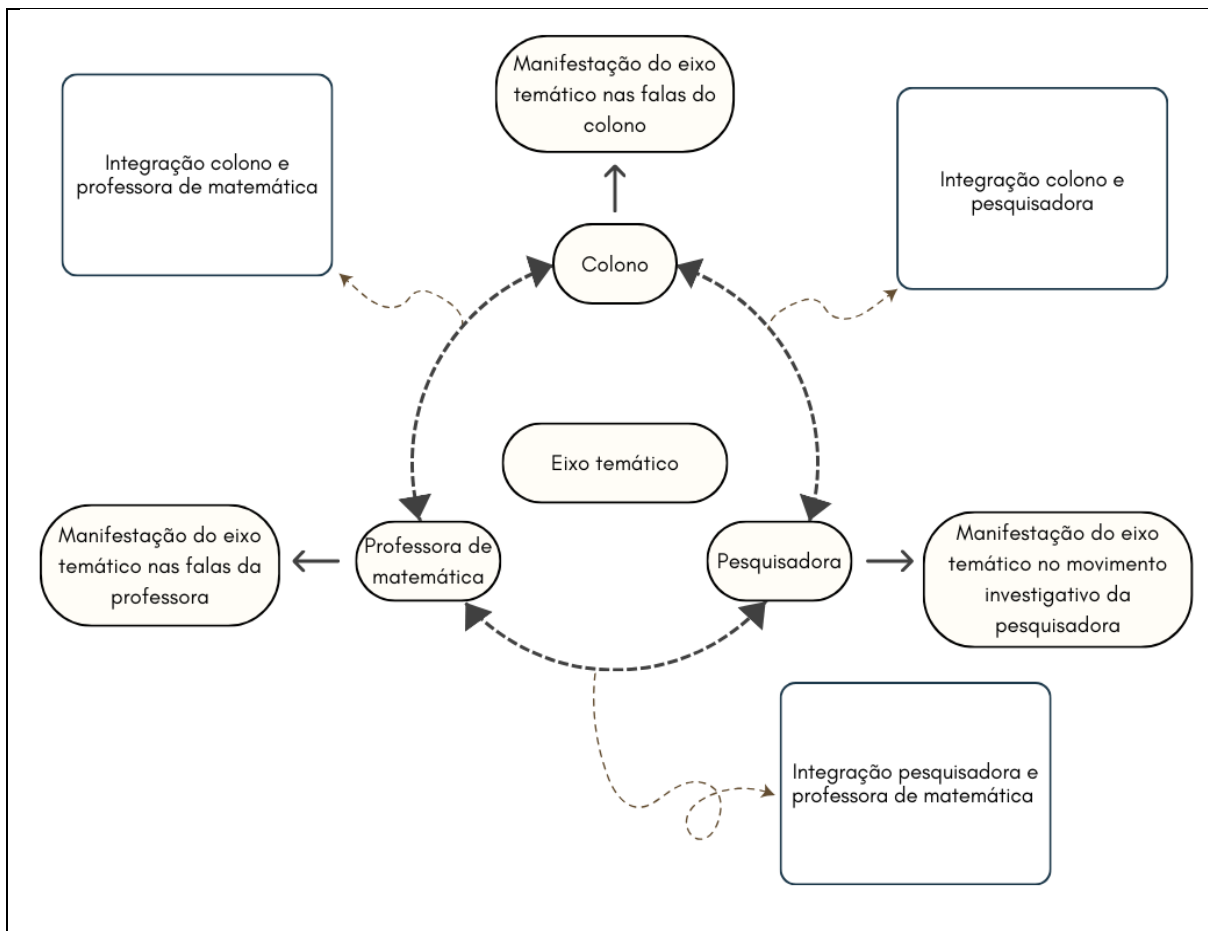 Manifestação do eixo
temático nas falas do
colono
Integração colono e
professora de matemática
Integração colono e
pesquisadora
Colono
Eixo temático
Manifestação do eixo
temático nas falas da
professora
Professora de
matemática
Pesquisadora
Manifestação do eixo
temático no movimento
investigativo da
pesquisadora
Integração pesquisadora e
professora de matemática